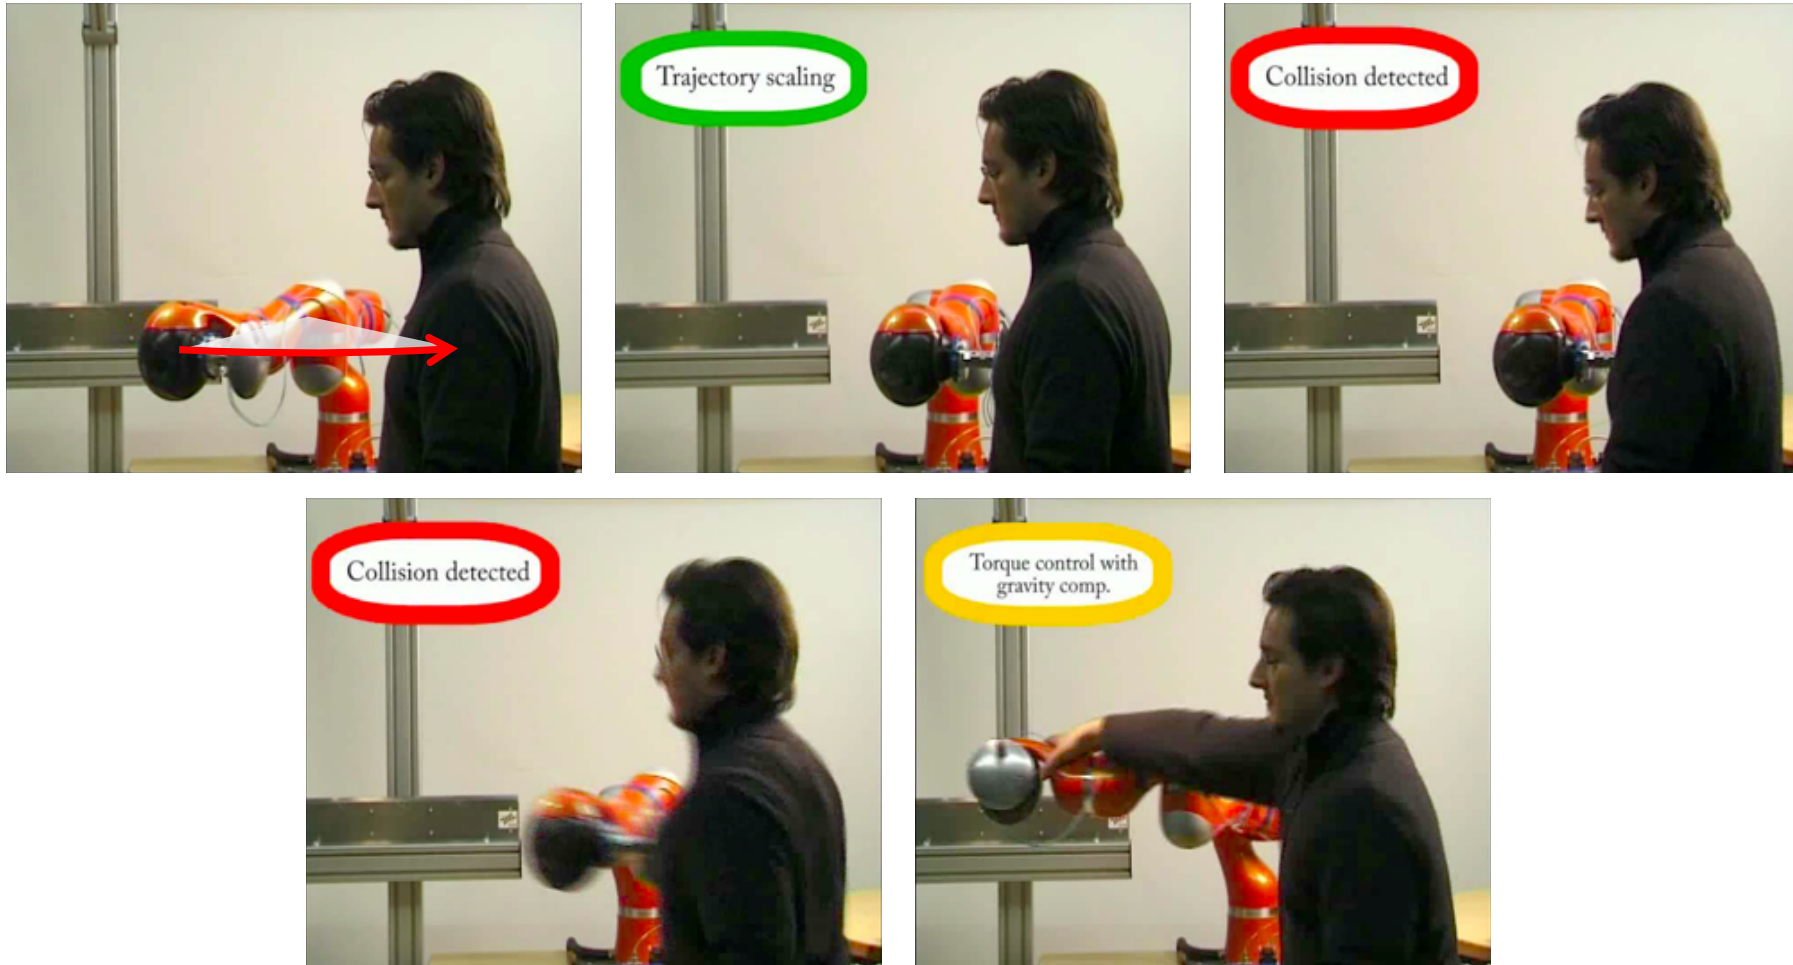 Trajectory scaling
Collision detected
Collision detected
Torque control with
gravity comp.